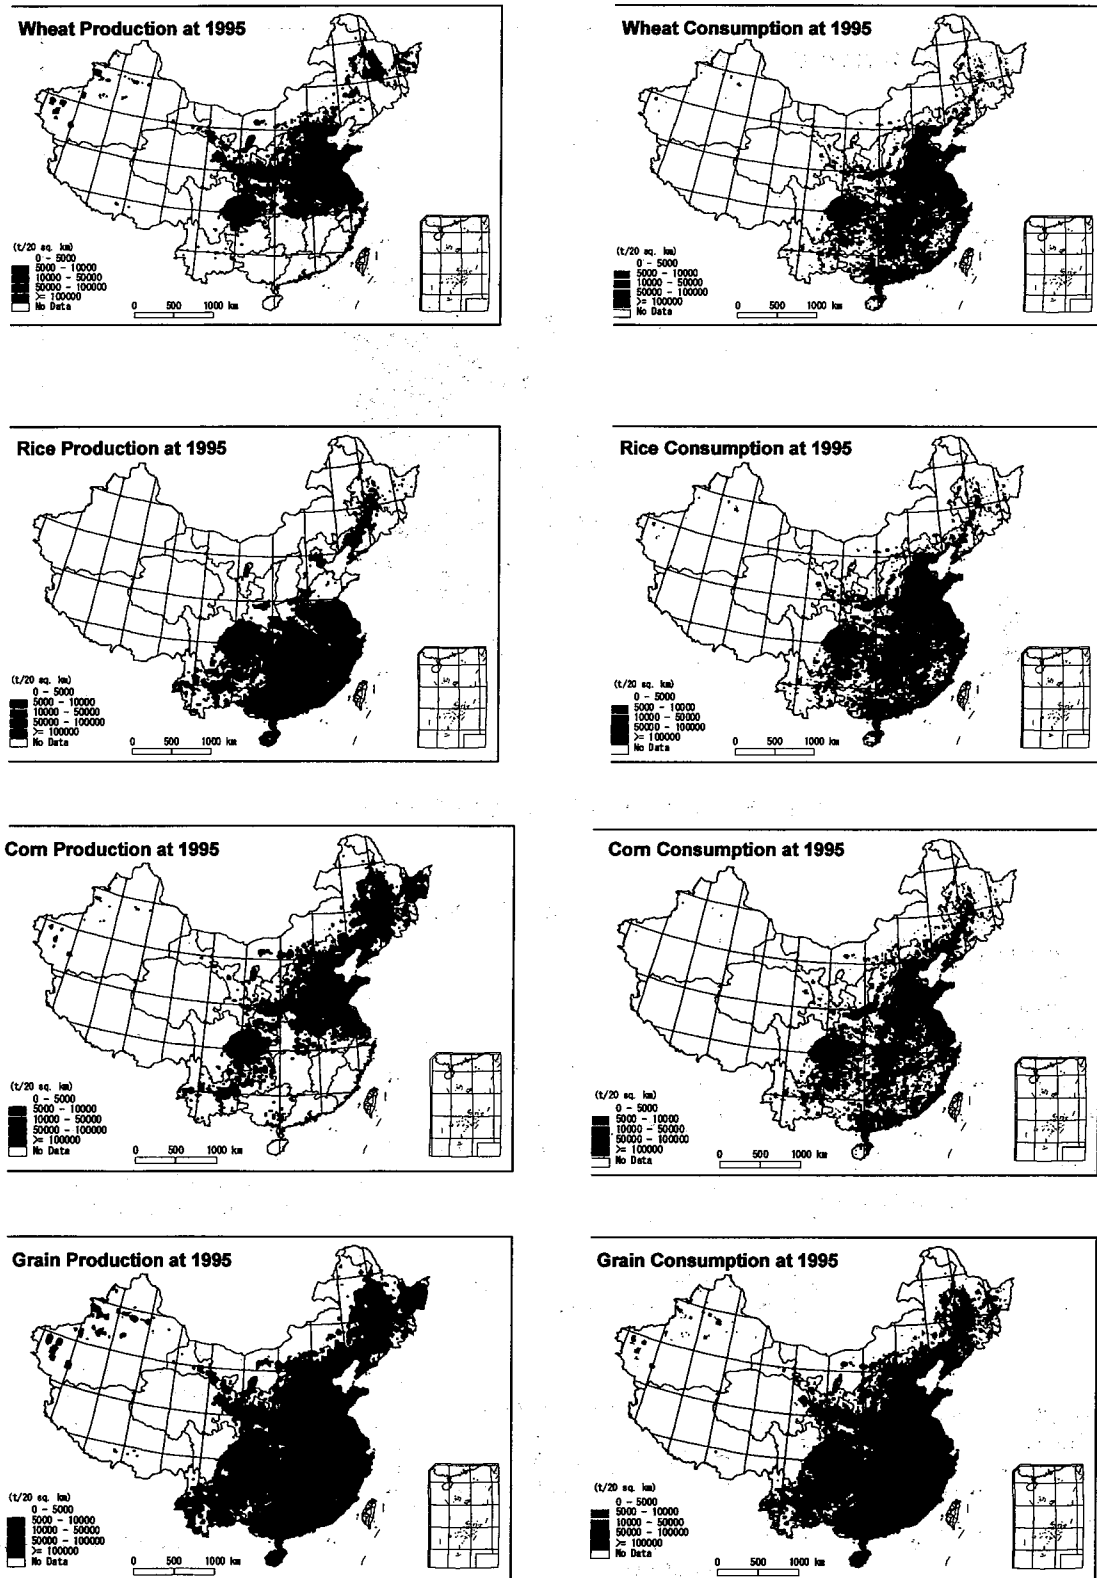 Wheat Production at 1995
(t/20 sq. km)
0 - 5000
5000 - 10000
10000 - 50000
50000 - 100000
>= 100000
No Data
0 500 1000 km
Wheat Consumption at 1995
(t/20 sq. km)
0 - 5000
5000 - 10000
10000 - 50000
50000 - 100000
>= 100000
No Data
0 500 1000 km
Rice Production at 1995
(t/20 sq. km)
0 - 5000
5000 - 10000
10000 - 50000
50000 - 100000
>= 100000
No Data
0 500 1000 km
Rice Consumption at 1995
(t/20 sq. km)
0 - 5000
5000 - 10000
10000 - 50000
50000 - 100000
>= 100000
No Data
0 500 1000 km
Corn Production at 1995
(t/20 sq. km)
0 - 5000
5000 - 10000
10000 - 50000
50000 - 100000
>= 100000
No Data
0 500 1000 km
Corn Consumption at 1995
(t/20 sq. km)
0 - 5000
5000 - 10000
10000 - 50000
50000 - 100000
>= 100000
No Data
0 500 1000 km
Grain Production at 1995
(t/20 sq. km)
0 - 5000
5000 - 10000
10000 - 50000
50000 - 100000
>= 100000
No Data
0 500 1000 km
Grain Consumption at 1995
(t/20 sq. km)
0 - 5000
5000 - 10000
10000 - 50000
50000 - 100000
>= 100000
No Data
0 500 1000 km